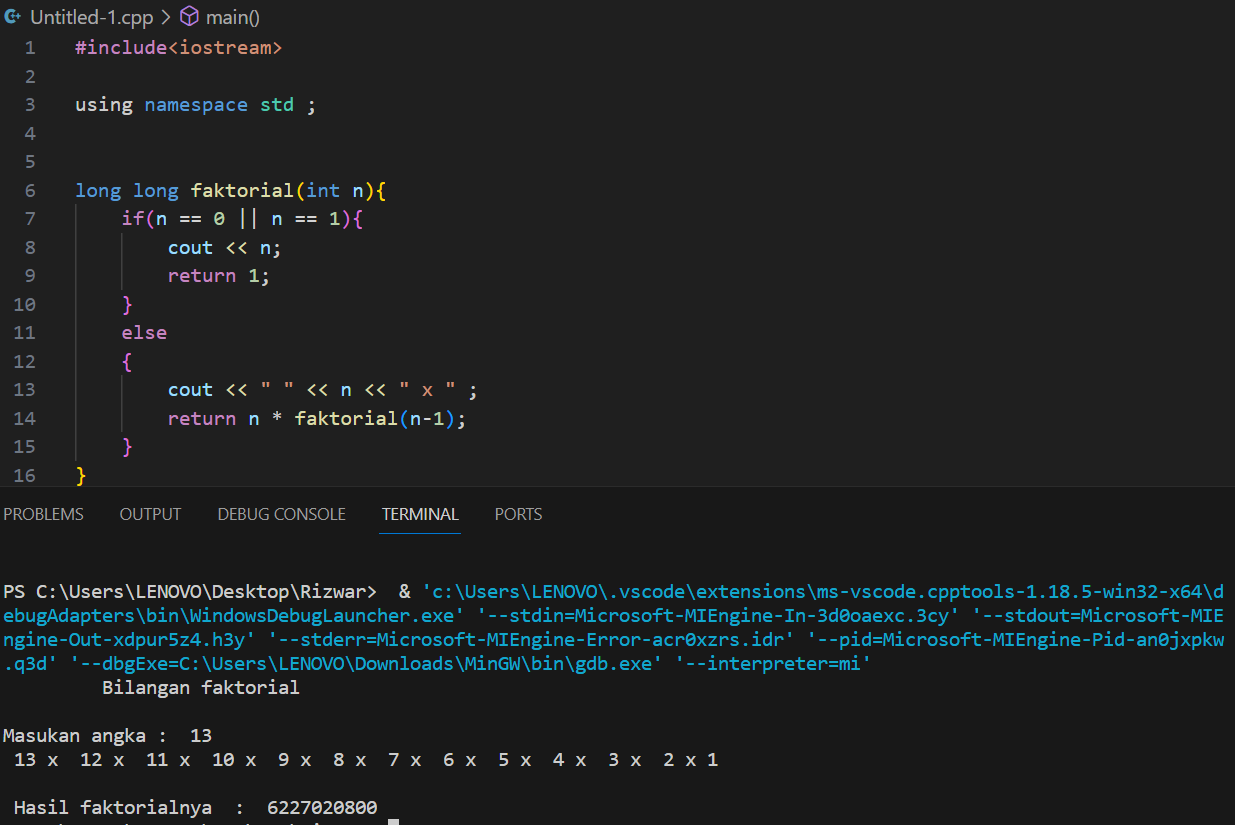 Untitled-1.cpp > main()
1 #include<iostream>
2
3 using namespace std ;
4
5
6 long long faktorial(int n){
7 if(n == 0 || n == 1){
8 cout << n;
9 return 1;
10 }
11 else
12 {
13 cout << " " << n << " x " ;
14 return n * faktorial(n-1);
15 }
16 }
PROBLEMS OUTPUT DEBUG CONSOLE TERMINAL PORTS
PS C:\Users\LENOVO\Desktop\Rizwar>  & 'c:\Users\LENOVO\.vscode\extensions\ms-vscode.cpptools-1.18.5-win32-x64\d
ebugAdapters\bin\WindowsDebugLauncher.exe' '--stdin=Microsoft-MIEngine-In-3d0oaexc.3cy' '--stdout=Microsoft-MIE
ngine-Out-xdpur5z4.h3y' '--stderr=Microsoft-MIEngine-Error-acr0xzrs.idr' '--pid=Microsoft-MIEngine-Pid-an0jxpkw
.q3d' '--dbgExe=C:\Users\LENOVO\Downloads\MinGW\bin\gdb.exe' '--interpreter=mi'
Bilangan faktorial
Masukan angka :  13
13 x  12 x  11 x  10 x  9 x  8 x  7 x  6 x  5 x  4 x  3 x  2 x 1
Hasil faktorialnya  :  6227020800